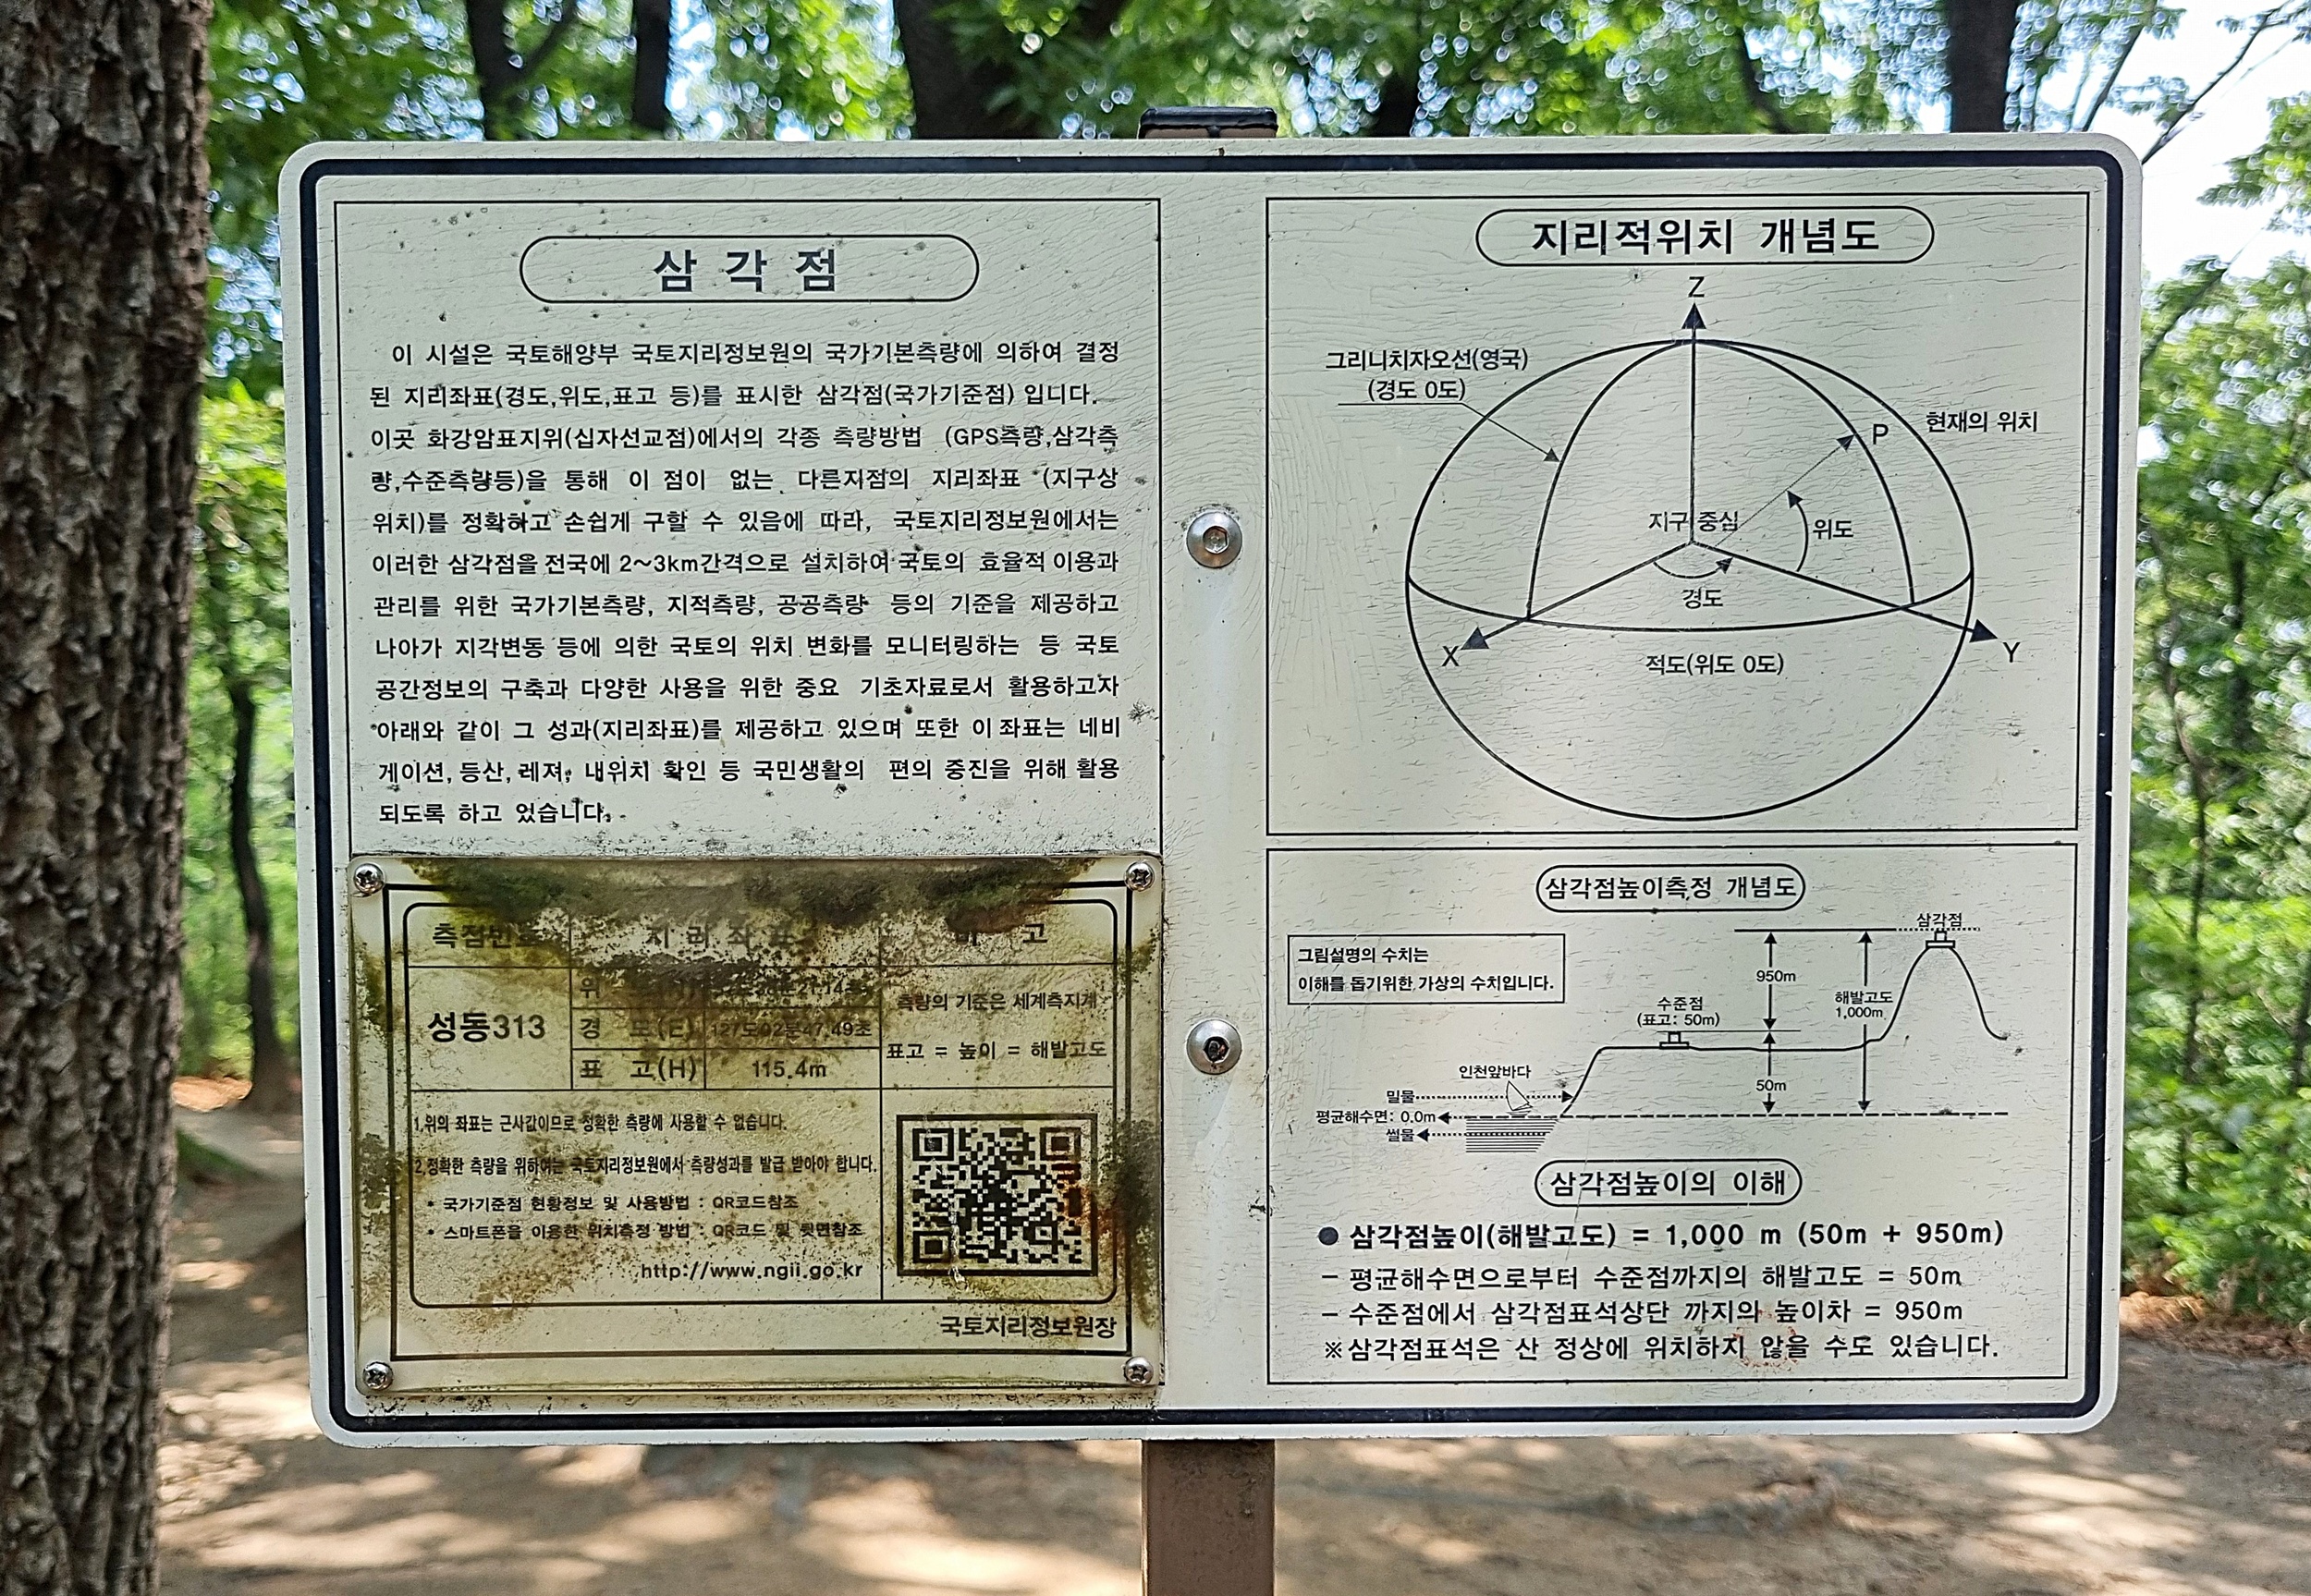 삼 각 점
이 시설은 국토해양부 국토지리정보원의 국가기본측량에 의하여 결정
된 지리좌표(경도,위도,표고 등)를 표시한 삼각점(국가기준점) 입니다.
이곳 화강암표지위(십자선교점)에서의 각종 측량방법 (GPS측량,삼각측
량,수준측량등)을 통해 이 점이 없는 다른지점의 지리좌표 (지구상
위치)를 정확하고 손쉽게 구할 수 있음에 따라, 국토지리정보원에서는
이러한 삼각점을 전국에 2~3km간격으로 설치하여 국토의 효율적 이용과
관리를 위한 국가기본측량, 지적측량, 공공측량 등의 기준을 제공하고
나아가 지각변동 등에 의한 국토의 위치 변화를 모니터링하는 등 국토
공간정보의 구축과 다양한 사용을 위한 중요 기초자료로서 활용하고자
아래와 같이 그 성과(지리좌표)를 제공하고 있으며 또한 이 좌표는 네비
게이션, 등산, 레져, 내위치 확인 등 국민생활의 편의 중진을 위해 활용
되도록 하고 었습니다.
측점번호 지 리 좌 표 비 고
성동313
위
경 도(L) 127도02분47.49초
표 고(H) 115.4m
측량의 기준은 세계측지계
표고 = 높이 = 해발고도
1.위의 좌표는 근사값이므로 정확한 측량에 사용할 수 없습니다.
2.정확한 측량을 위하여는 국토지리정보원에서 측량성과를 발급 받아야 합니다.
• 국가기준점 현황정보 및 사용방법 : QR코드참조
• 스마트폰을 이용한 위치측정 방법 : QR코드 및 뒷면참조
http://www.ngii.go.kr
국토지리정보원장
지리적위치 개념도
Z
그리니치자오선(영국)
(경도 0도)
P
현재의 위치
지구 중심
위도
경도
X
Y
적도(위도 0도)
삼각점높이측정 개념도
그림설명의 수치는
이해를 돕기위한 가상의 수치입니다.
삼각점
950m
해발고도
1,000m
수준점
(표고: 50m)
인천앞바다
50m
밀물
평균해수면: 0.0m
썰물
삼각점높이의 이해
● 삼각점높이(해발고도) = 1,000 m (50m + 950m)
– 평균해수면으로부터 수준점까지의 해발고도 = 50m
– 수준점에서 삼각점표석상단 까지의 높이차 = 950m
※삼각점표석은 산 정상에 위치하지 않을 수도 있습니다.